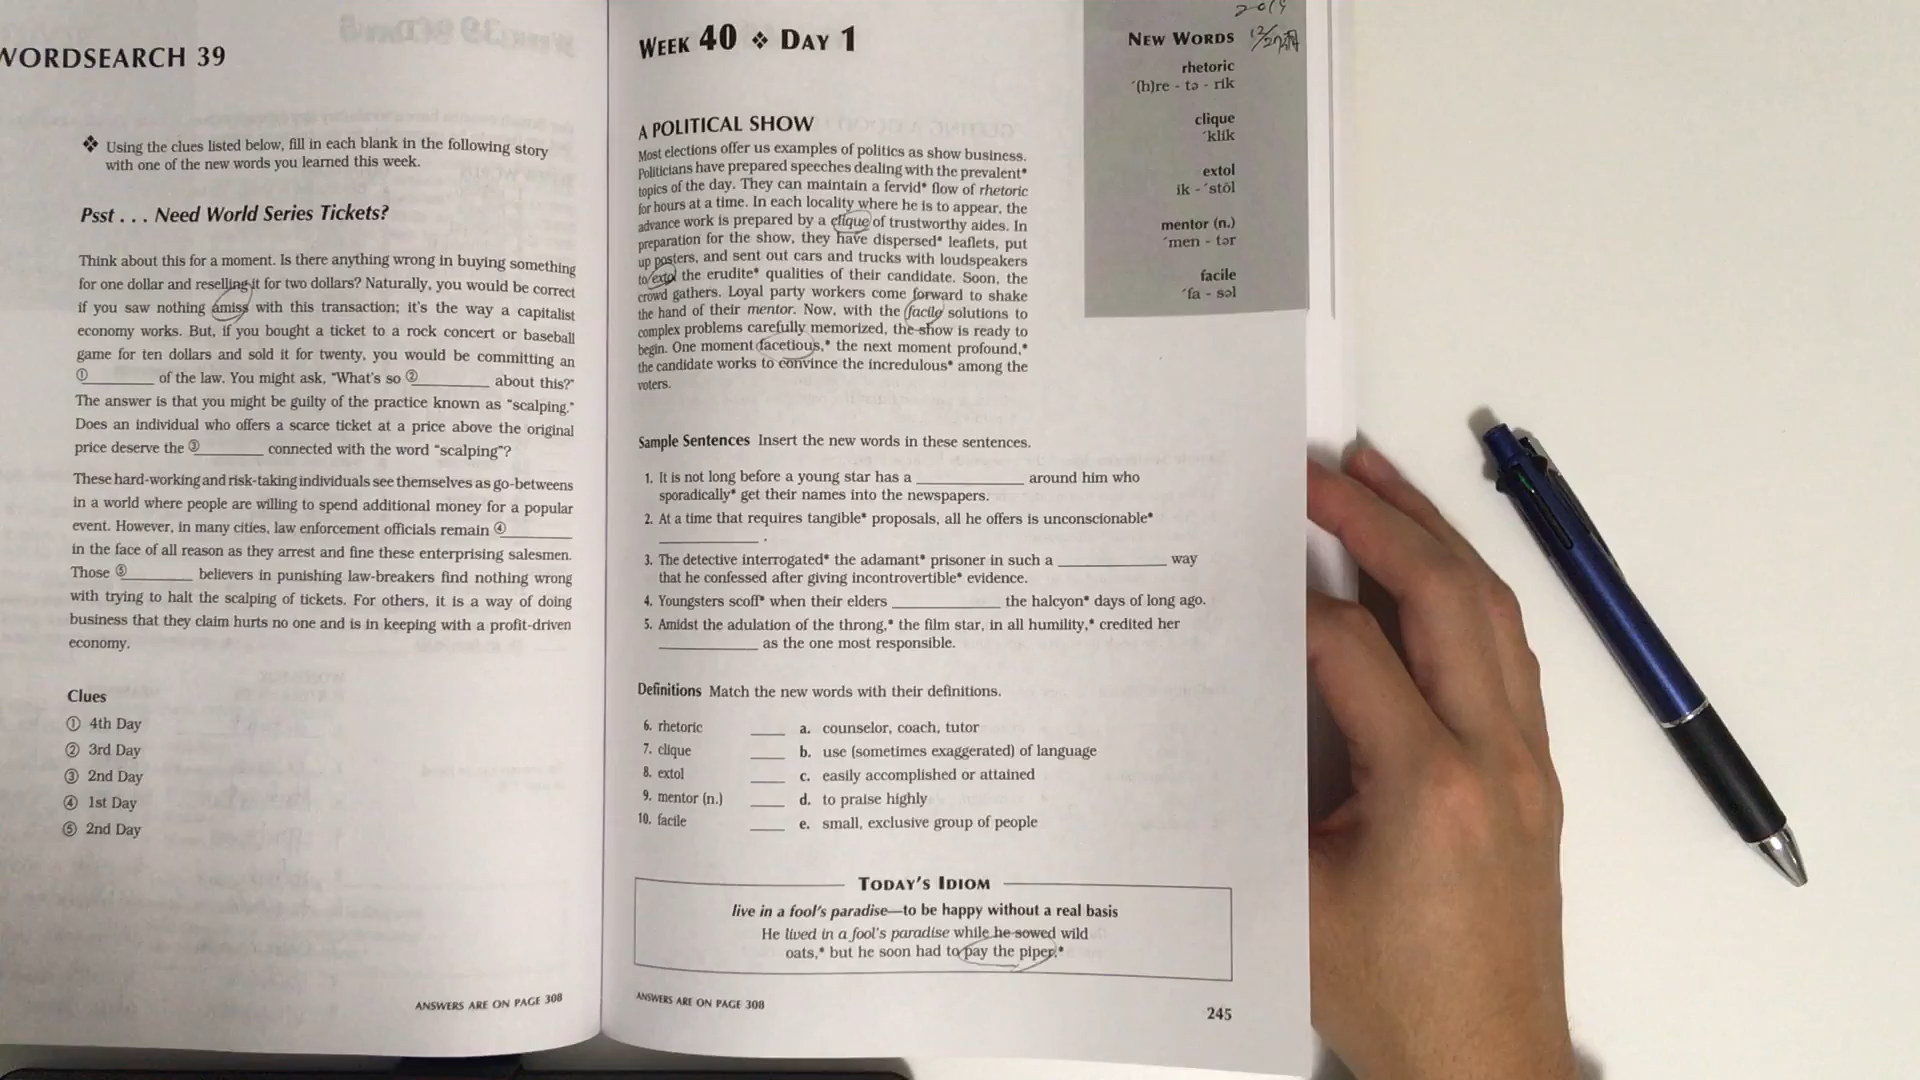 WORDSEARCH 39
❖ Using the clues listed below, fill in each blank in the following story
with one of the new words you learned this week.
Psst . . . Need World Series Tickets?
Think about this for a moment. Is there anything wrong in buying something
for one dollar and reselling it for two dollars? Naturally, you would be correct
if you saw nothing amiss with this transaction; it's the way a capitalist
economy works. But, if you bought a ticket to a rock concert or baseball
game for ten dollars and sold it for twenty, you would be committing an
① __________ of the law. You might ask, "What's so ② __________ about this?"
The answer is that you might be guilty of the practice known as "scalping."
Does an individual who offers a scarce ticket at a price above the original
price deserve the ③ __________ connected with the word "scalping"?
These hard-working and risk-taking individuals see themselves as go-betweens
in a world where people are willing to spend additional money for a popular
event. However, in many cities, law enforcement officials remain ④ __________
in the face of all reason as they arrest and fine these enterprising salesmen.
Those ⑤ __________ believers in punishing law-breakers find nothing wrong
with trying to halt the scalping of tickets. For others, it is a way of doing
business that they claim hurts no one and is in keeping with a profit-driven
economy.
Clues
① 4th Day
② 3rd Day
③ 2nd Day
④ 1st Day
⑤ 2nd Day
ANSWERS ARE ON PAGE 308
WEEK 40 ❖ DAY 1
A POLITICAL SHOW
Most elections offer us examples of politics as show business.
Politicians have prepared speeches dealing with the prevalent*
topics of the day. They can maintain a fervid* flow of rhetoric
for hours at a time. In each locality where he is to appear, the
advance work is prepared by a clique of trustworthy aides. In
preparation for the show, they have dispersed* leaflets, put
up posters, and sent out cars and trucks with loudspeakers
to extol the erudite* qualities of their candidate. Soon, the
crowd gathers. Loyal party workers come forward to shake
the hand of their mentor. Now, with the facile solutions to
complex problems carefully memorized, the show is ready to
begin. One moment facetious,* the next moment profound,*
the candidate works to convince the incredulous* among the
voters.
Sample Sentences Insert the new words in these sentences.
1. It is not long before a young star has a __________ around him who
sporadically* get their names into the newspapers.
2. At a time that requires tangible* proposals, all he offers is unconscionable*
__________ .
3. The detective interrogated* the adamant* prisoner in such a __________ way
that he confessed after giving incontrovertible* evidence.
4. Youngsters scoff* when their elders __________ the halcyon* days of long ago.
5. Amidst the adulation of the throng,* the film star, in all humility,* credited her
__________ as the one most responsible.
Definitions Match the new words with their definitions.
6. rhetoric ____ a. counselor, coach, tutor
7. clique ____ b. use (sometimes exaggerated) of language
8. extol ____ c. easily accomplished or attained
9. mentor (n.) ____ d. to praise highly
10. facile ____ e. small, exclusive group of people
TODAY'S IDIOM
live in a fool's paradise—to be happy without a real basis
He lived in a fool's paradise while he sowed wild
oats,* but he soon had to pay the piper.*
ANSWERS ARE ON PAGE 308
245
2019
NEW WORDS
rhetoric
´(h)re - tə - rik
clique
´klik
extol
ik -´stōl
mentor (n.)
´men - tər
facile
´fa - səl